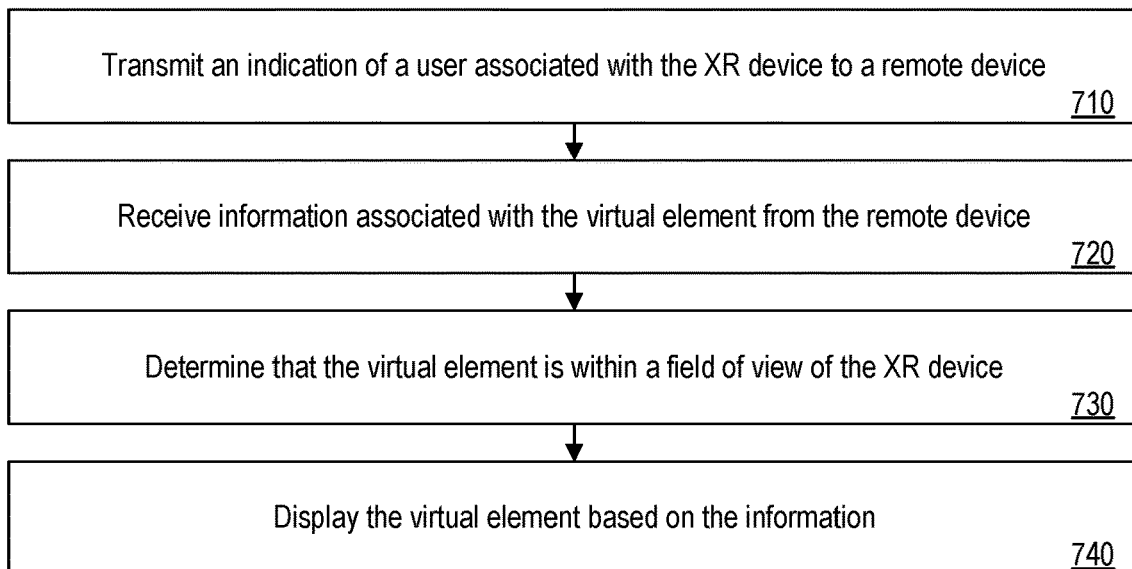 Transmit an indication of a user associated with the XR device to a remote device
710
Receive information associated with the virtual element from the remote device
720
Determine that the virtual element is within a field of view of the XR device
730
Display the virtual element based on the information
740